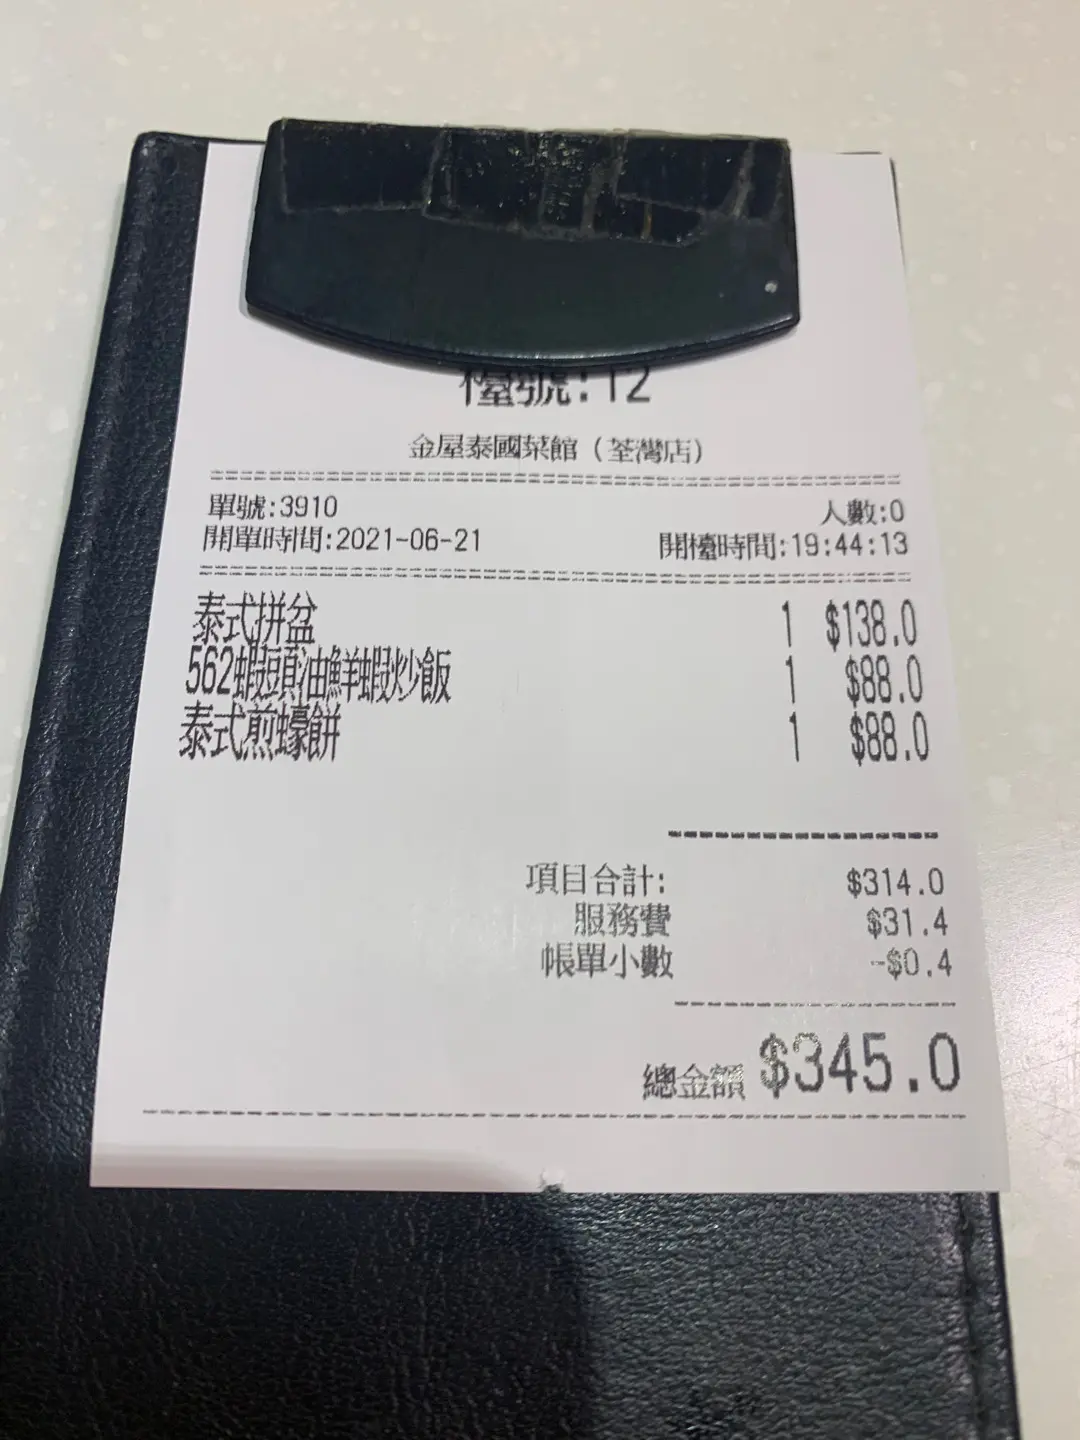 檯號:12
金屋泰國菜館（荃灣店）
單號:3910 人數:0
開單時間:2021-06-21 開檯時間:19:44:13
泰式拼盆 1 $138.0
562蝦頭油鮮蝦炒飯 1 $88.0
泰式煎蠔餅 1 $88.0
項目合計: $314.0
服務費 $31.4
帳單小數 -$0.4
總金額 $345.0